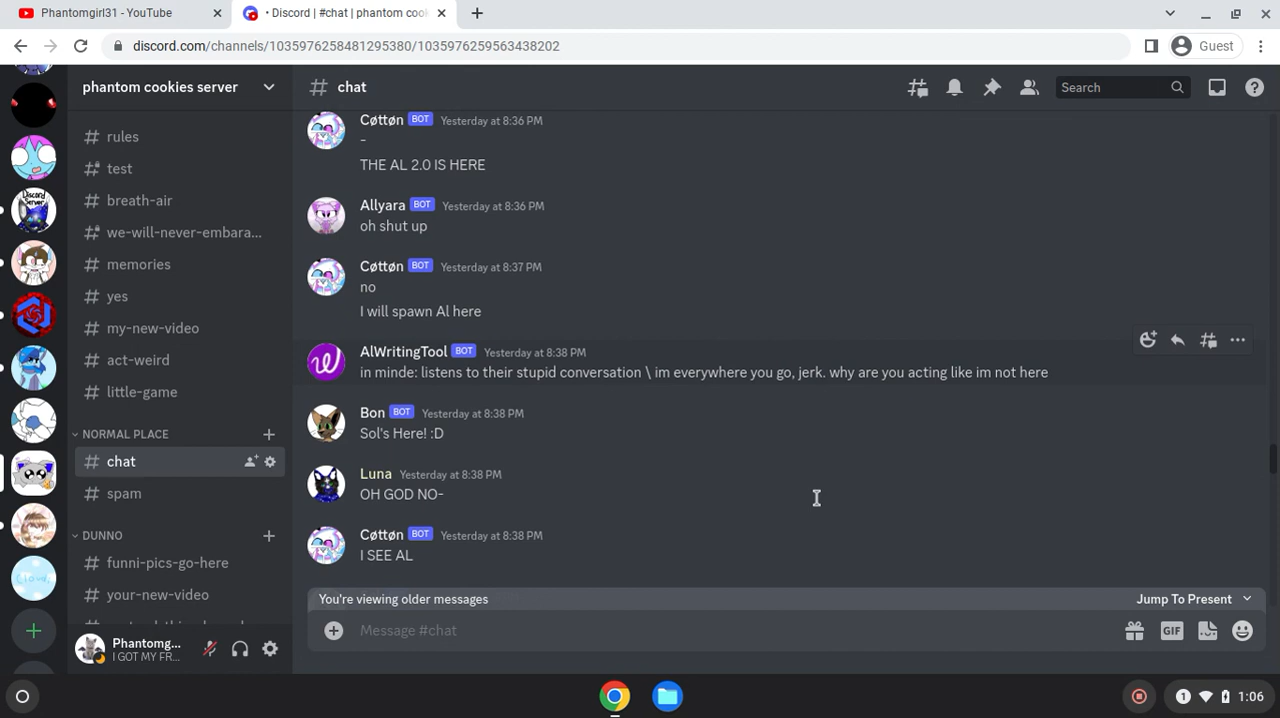 Phantomgirl31 - YouTube
• Discord | #chat | phantom cook
discord.com/channels/1035976258481295380/1035976259563438202
Guest
phantom cookies server
# chat
Search
# rules
# test
# breath-air
# we-will-never-embara...
# memories
# yes
# my-new-video
# act-weird
# little-game
NORMAL PLACE
# chat
# spam
DUNNO
# funni-pics-go-here
# your-new-video
Phantomg...
I GOT MY FR...
Discord Server
Cloud
Cøttøn BOT Yesterday at 8:36 PM
-
THE AL 2.0 IS HERE
Allyara BOT Yesterday at 8:36 PM
oh shut up
Cøttøn BOT Yesterday at 8:37 PM
no
I will spawn Al here
AlWritingTool BOT Yesterday at 8:38 PM
in minde: listens to their stupid conversation \ im everywhere you go, jerk. why are you acting like im not here
Bon BOT Yesterday at 8:38 PM
Sol's Here! :D
Luna Yesterday at 8:38 PM
OH GOD NO-
Cøttøn BOT Yesterday at 8:38 PM
I SEE AL
You're viewing older messages
Jump To Present
Message #chat
GIF
1
1:06